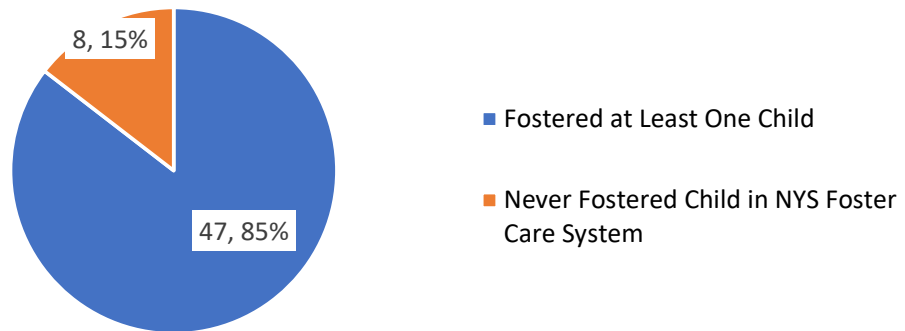 8, 15%
47, 85%
Fostered at Least One Child
Never Fostered Child in NYS Foster
Care System